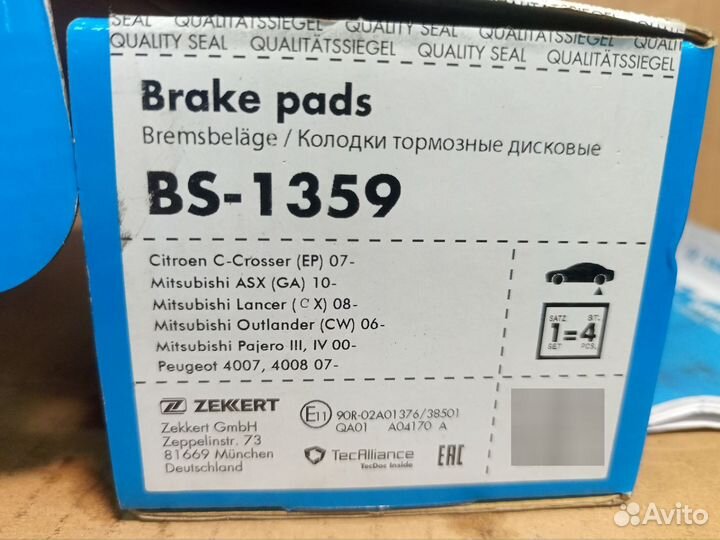 QUALITY SEAL QUALITÄTSSIEGEL QUALITY SEAL QUALITÄTSSIEGEL
QUALITY SEAL QUALITÄTSSIEGEL QUALITY SEAL QUALITÄTSSIEGEL
Brake pads
Bremsbeläge / Колодки тормозные дисковые
BS-1359
Citroen C-Crosser (EP) 07-
Mitsubishi ASX (GA) 10-
Mitsubishi Lancer (CX) 08-
Mitsubishi Outlander (CW) 06-
Mitsubishi Pajero III, IV 00-
Peugeot 4007, 4008 07-
SATZ ST.
1=4
SET PCS.
ZEKKERT
Zekkert GmbH
Zeppelinstr. 73
81669 München
Deutschland
E11 90R-02A01376/38501
QA01 A04170 A
TecAlliance
TecDoc Inside
EAC
Avito